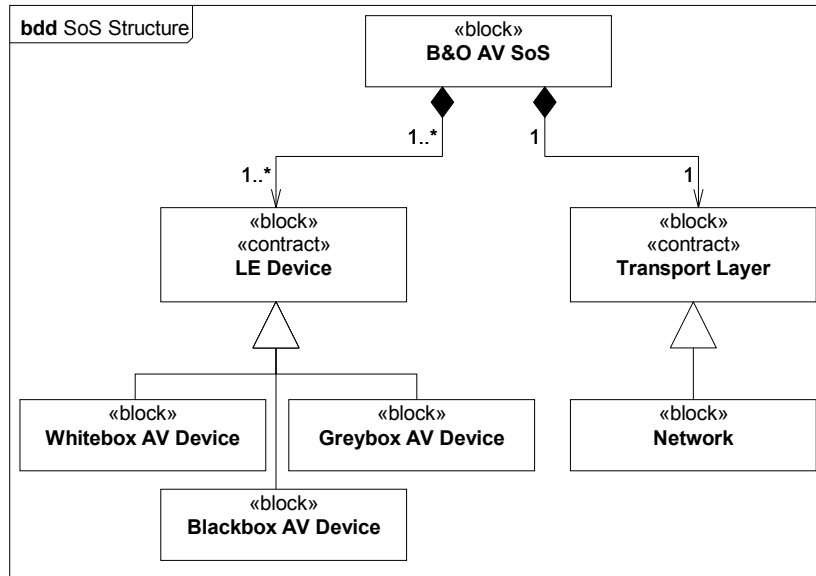 bdd SoS Structure
«block»
B&O AV SoS
1..*
1
1..*
1
«block»
«contract»
LE Device
«block»
«contract»
Transport Layer
«block»
Whitebox AV Device
«block»
Greybox AV Device
«block»
Network
«block»
Blackbox AV Device